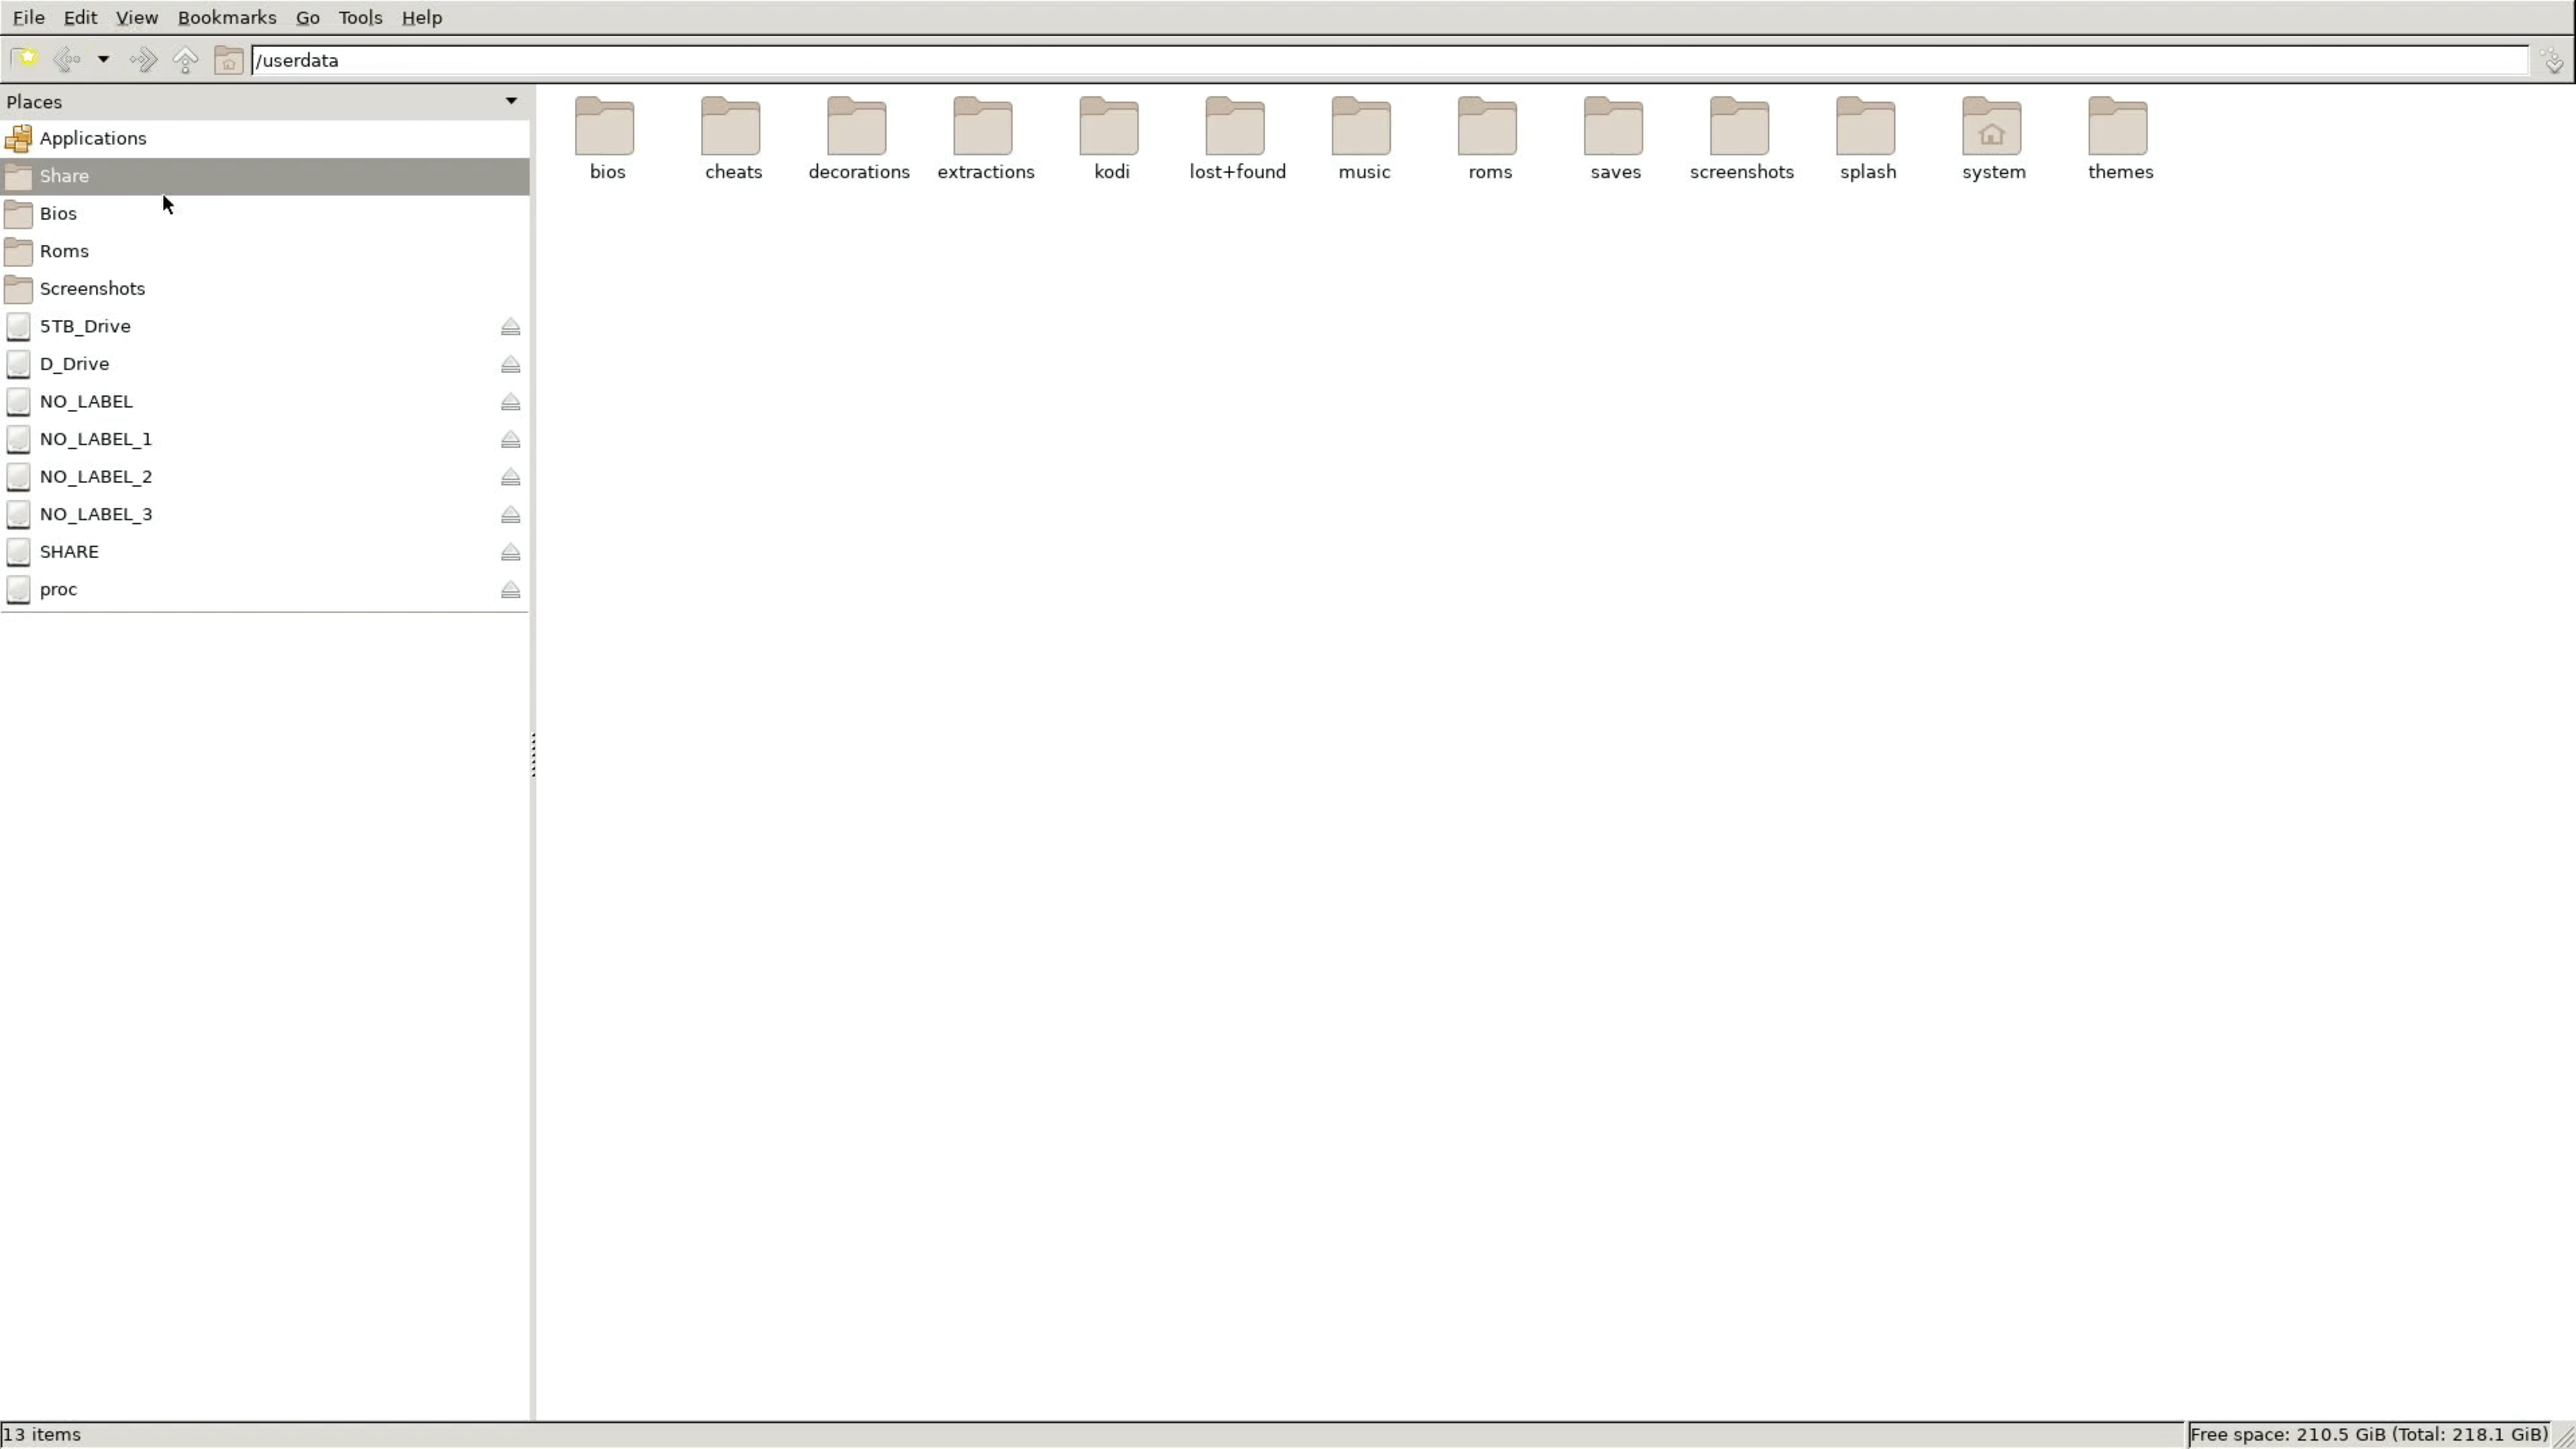 File Edit View Bookmarks Go Tools Help
/userdata
Places
Applications
Share
Bios
Roms
Screenshots
5TB_Drive
D_Drive
NO_LABEL
NO_LABEL_1
NO_LABEL_2
NO_LABEL_3
SHARE
proc
bios cheats decorations extractions kodi lost+found music roms saves screenshots splash system themes
13 items
Free space: 210.5 GiB (Total: 218.1 GiB)